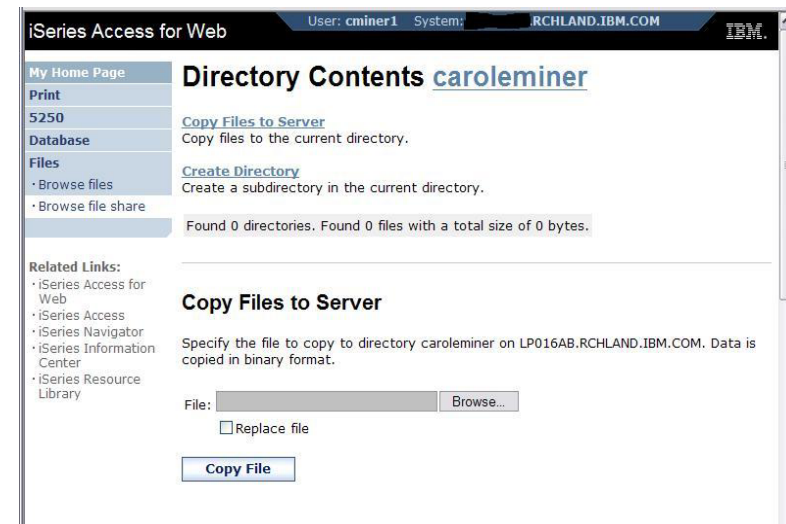 iSeries Access for Web
User: cminer1 System: .RCHLAND.IBM.COM
IBM.
My Home Page
Print
5250
Database
Files
· Browse files
· Browse file share
Related Links:
· iSeries Access for
Web
· iSeries Access
· iSeries Navigator
· iSeries Information
Center
· iSeries Resource
Library
Directory Contents caroleminer
Copy Files to Server
Copy files to the current directory.
Create Directory
Create a subdirectory in the current directory.
Found 0 directories. Found 0 files with a total size of 0 bytes.
Copy Files to Server
Specify the file to copy to directory caroleminer on LP016AB.RCHLAND.IBM.COM. Data is
copied in binary format.
File: Browse...
Replace file
Copy File